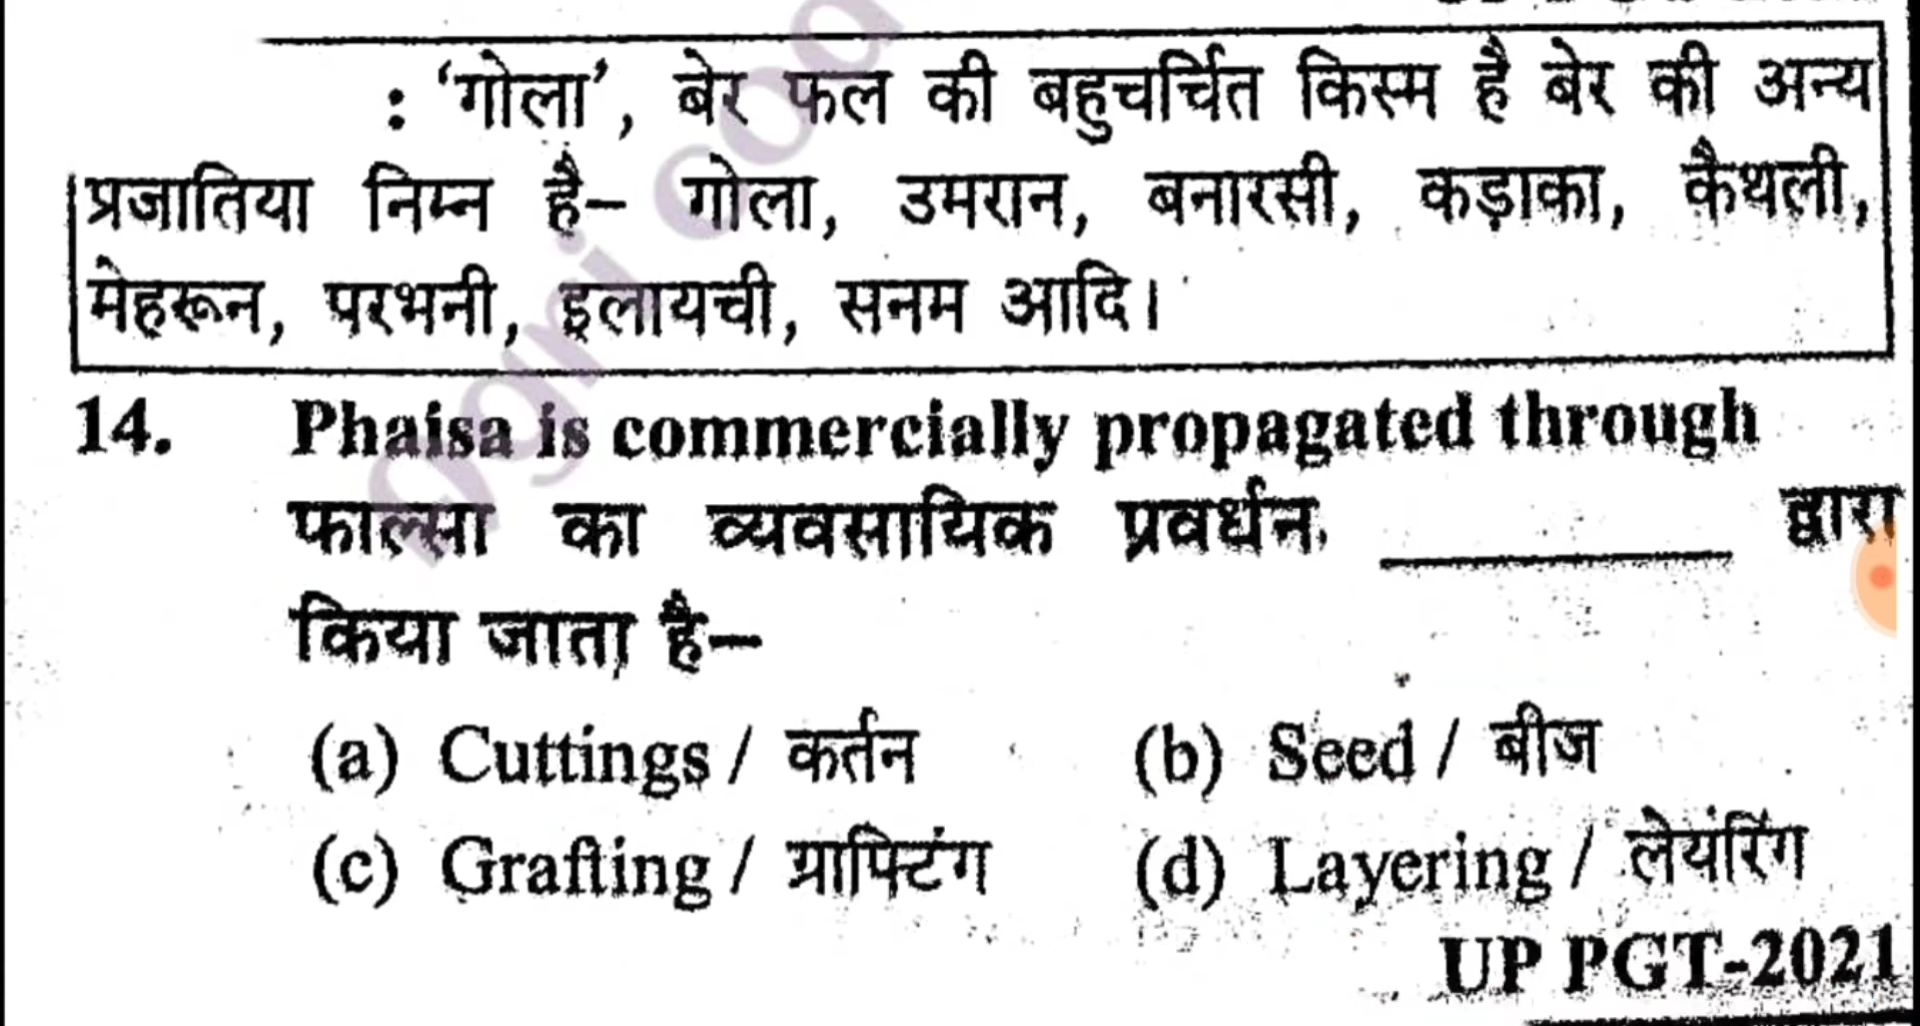 : 'गोला', बेर फल की बहुचर्चित किस्म है बेर की अन्य
प्रजातिया निम्न है– गोला, उमरान, बनारसी, कड़ाका, कैथली,
मेहरून, परभनी, इलायची, सनम आदि।
14. Phaisa is commercially propagated through
फाल्सा का व्यवसायिक प्रवर्धन ________ द्वारा
किया जाता है–
(a) Cuttings / कर्तन (b) Seed / बीज
(c) Grafting / ग्राफ्टिंग (d) Layering / लेयरिंग
UP PGT-2021